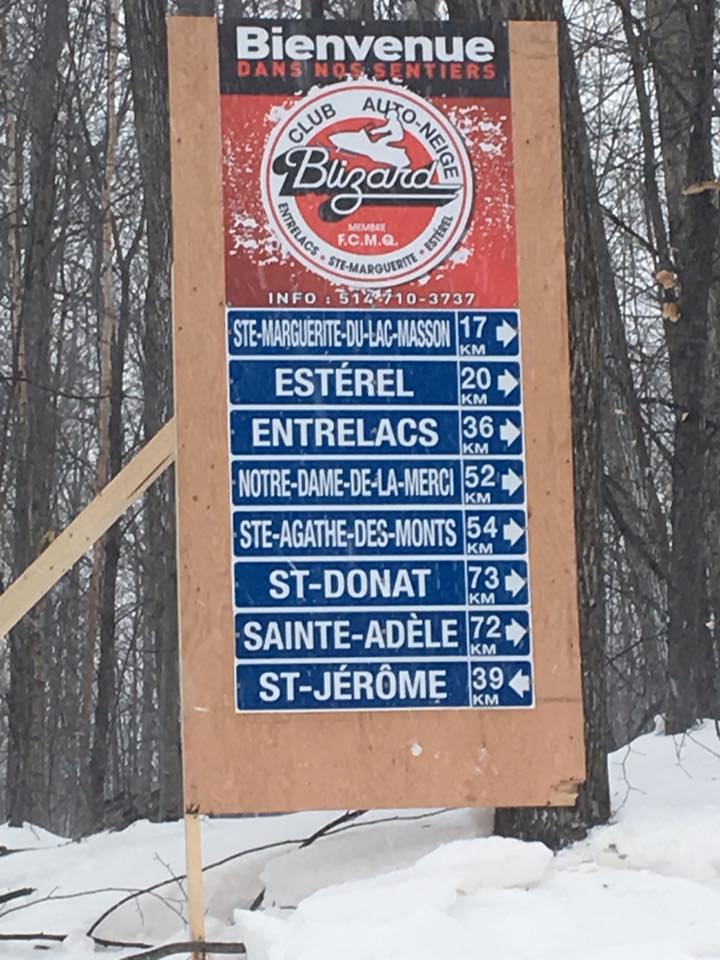 Bienvenue
DANS NOS SENTIERS
CLUB AUTO-NEIGE
Blizard
MEMBRE
F.C.M.Q.
ENTRELACS • STE-MARGUERITE • ESTÉREL
INFO : 514-710-3737
STE-MARGUERITE-DU-LAC-MASSON 17 KM →
ESTÉREL 20 KM →
ENTRELACS 36 KM →
NOTRE-DAME-DE-LA-MERCI 52 KM →
STE-AGATHE-DES-MONTS 54 KM →
ST-DONAT 73 KM →
SAINTE-ADÈLE 72 KM →
ST-JÉRÔME 39 KM ←